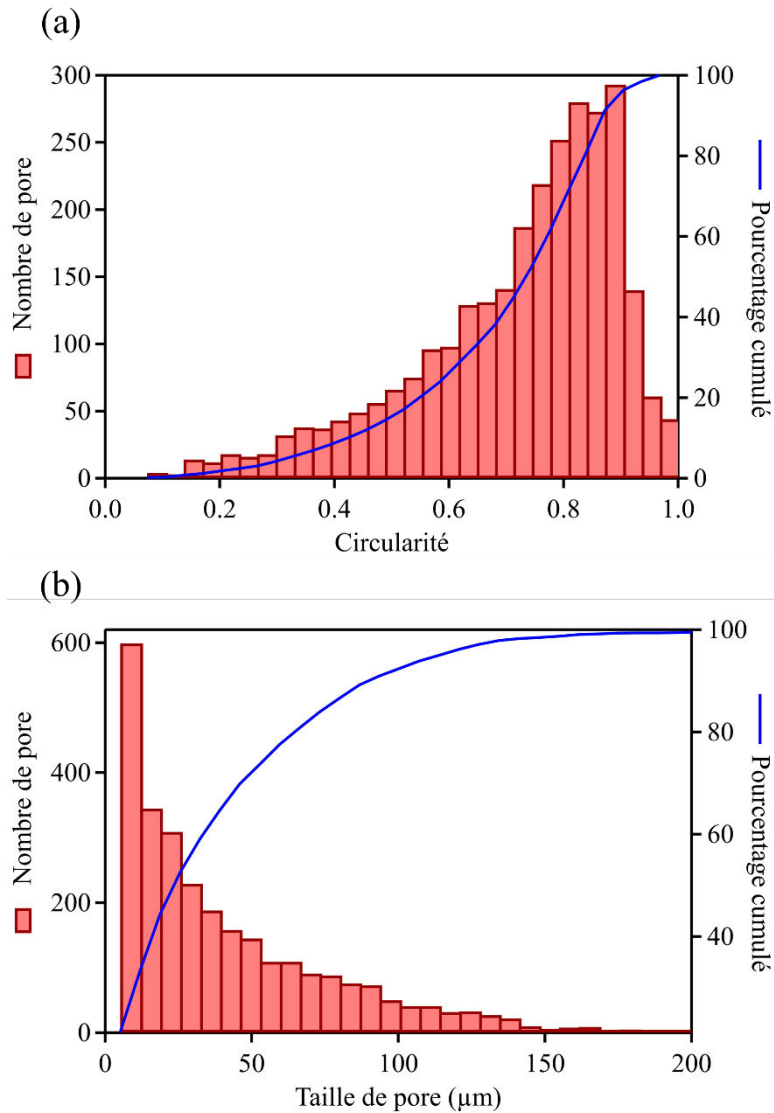 (a)
300
250
200
150
100
50
0
Nombre de pore
100
80
60
40
20
0
Pourcentage cumulé
0.0 0.2 0.4 0.6 0.8 1.0
Circularité
(b)
600
400
200
0
Nombre de pore
100
80
60
40
Pourcentage cumulé
0 50 100 150 200
Taille de pore (µm)